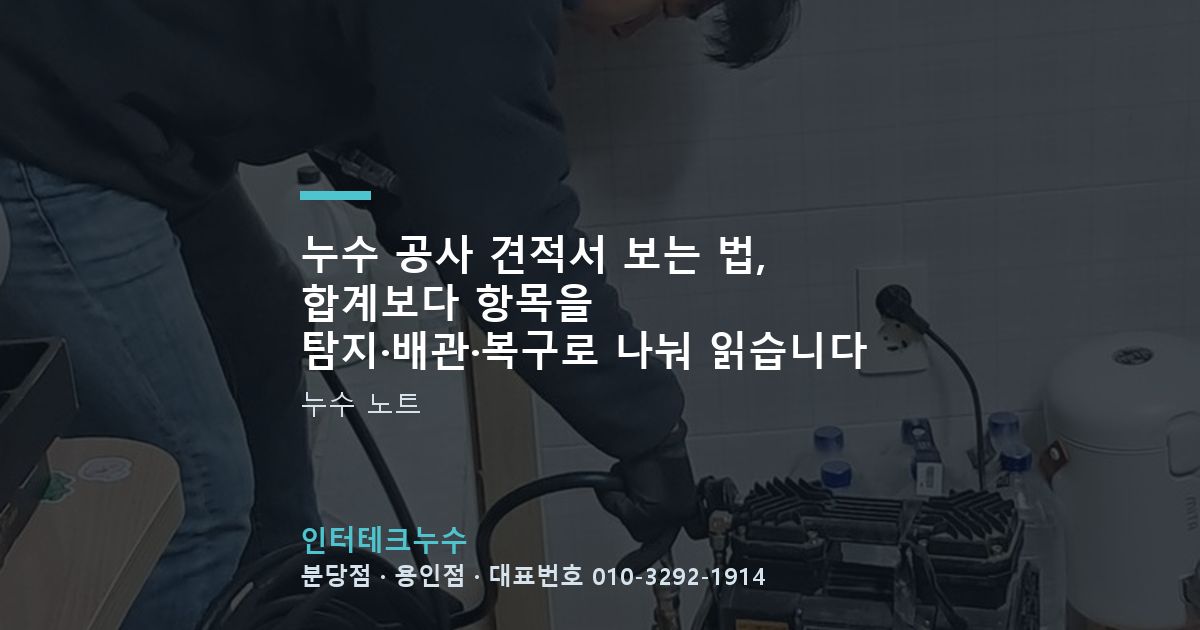 누수 공사 견적서 보는 법,
합계보다 항목을
탐지·배관·복구로 나눠 읽습니다
누수 노트
인터테크누수
분당점 · 용인점 · 대표번호 010-3292-1914